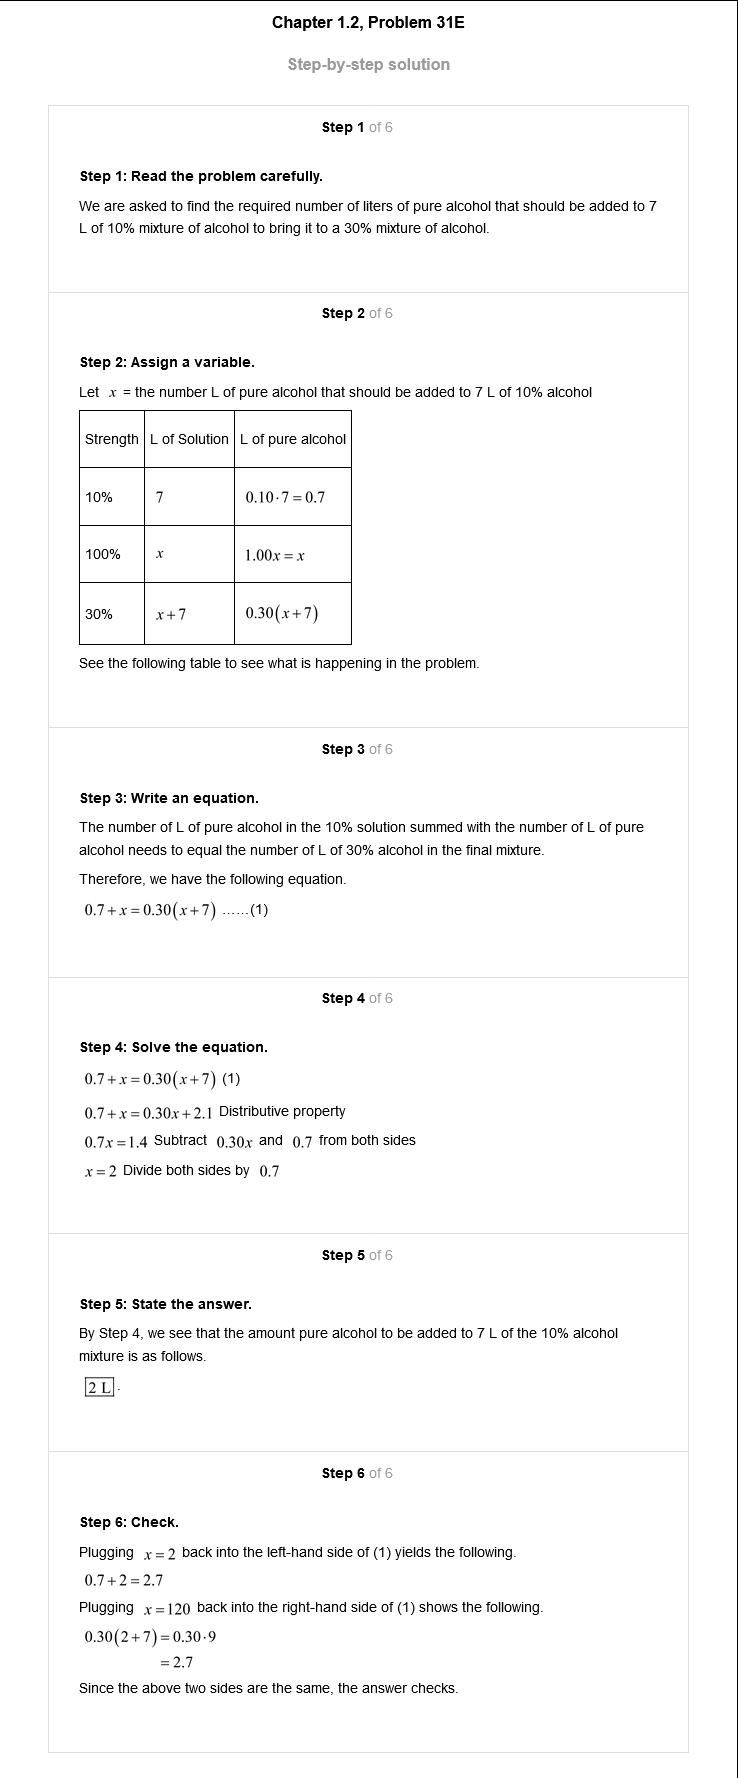 Chapter 1.2, Problem 31E
Step-by-step solution
Step 1 of 6
Step 1: Read the problem carefully.
We are asked to find the required number of liters of pure alcohol that should be added to 7
L of 10% mixture of alcohol to bring it to a 30% mixture of alcohol.
Step 2 of 6
Step 2: Assign a variable.
Let x = the number L of pure alcohol that should be added to 7 L of 10% alcohol
Strength L of Solution L of pure alcohol
10% 7 0.10·7=0.7
100% x 1.00x=x
30% x+7 0.30(x+7)
See the following table to see what is happening in the problem.
Step 3 of 6
Step 3: Write an equation.
The number of L of pure alcohol in the 10% solution summed with the number of L of pure
alcohol needs to equal the number of L of 30% alcohol in the final mixture.
Therefore, we have the following equation.
0.7+x=0.30(x+7) ......(1)
Step 4 of 6
Step 4: Solve the equation.
0.7+x=0.30(x+7) (1)
0.7+x=0.30x+2.1 Distributive property
0.7x=1.4 Subtract 0.30x and 0.7 from both sides
x=2 Divide both sides by 0.7
Step 5 of 6
Step 5: State the answer.
By Step 4, we see that the amount pure alcohol to be added to 7 L of the 10% alcohol
mixture is as follows.
2 L.
Step 6 of 6
Step 6: Check.
Plugging x=2 back into the left-hand side of (1) yields the following.
0.7+2=2.7
Plugging x=120 back into the right-hand side of (1) shows the following.
0.30(2+7)=0.30·9
=2.7
Since the above two sides are the same, the answer checks.